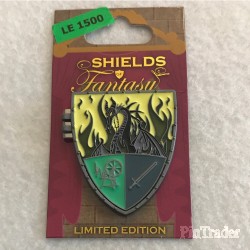 LE 1500
SHIELDS
OF
Fantasy
LIMITED EDITION
PinTrader